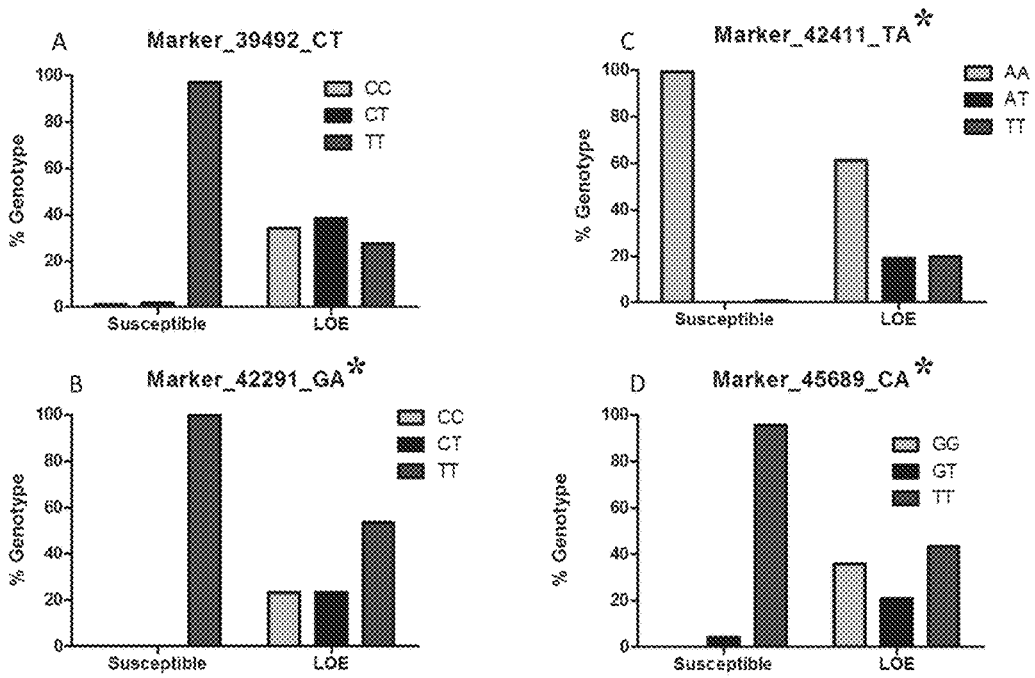 A
Marker_39492_CT
% Genotype
100
80
60
40
20
0
Susceptible
LOE
CC
CT
TT
C
Marker_42411_TA*
% Genotype
100
80
60
40
20
0
Susceptible
LOE
AA
AT
TT
B
Marker_42291_GA*
% Genotype
100
80
60
40
20
0
Susceptible
LOE
CC
CT
TT
D
Marker_45689_CA*
% Genotype
100
80
60
40
20
0
Susceptible
LOE
GG
GT
TT